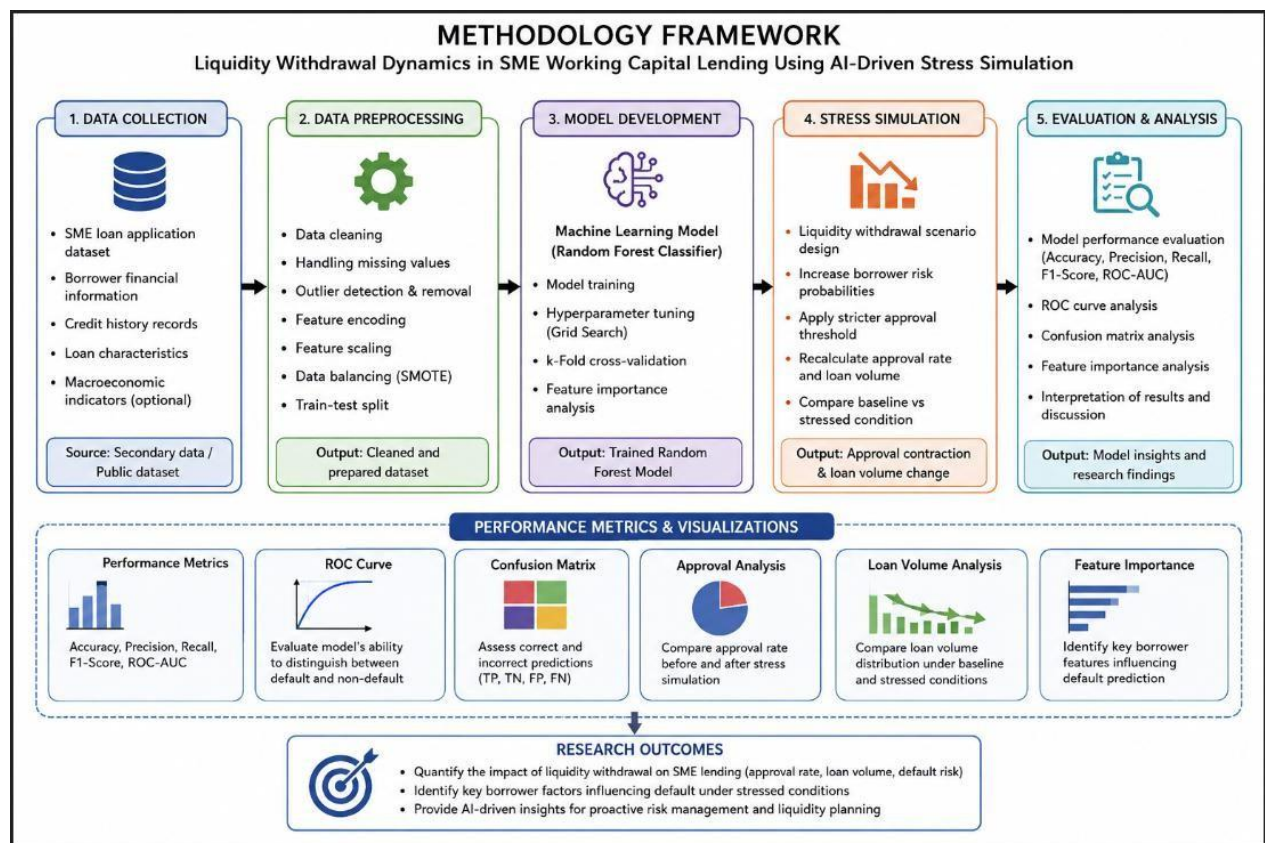 METHODOLOGY FRAMEWORK
Liquidity Withdrawal Dynamics in SME Working Capital Lending Using AI-Driven Stress Simulation
1. DATA COLLECTION
• SME loan application
dataset
• Borrower financial
information
• Credit history records
• Loan characteristics
• Macroeconomic
indicators (optional)
Source: Secondary data /
Public dataset
2. DATA PREPROCESSING
• Data cleaning
• Handling missing values
• Outlier detection & removal
• Feature encoding
• Feature scaling
• Data balancing (SMOTE)
• Train-test split
Output: Cleaned and
prepared dataset
3. MODEL DEVELOPMENT
Machine Learning Model
(Random Forest Classifier)
• Model training
• Hyperparameter tuning
(Grid Search)
• k-Fold cross-validation
• Feature importance
analysis
Output: Trained Random
Forest Model
4. STRESS SIMULATION
• Liquidity withdrawal scenario
design
• Increase borrower risk
probabilities
• Apply stricter approval
threshold
• Recalculate approval rate
and loan volume
• Compare baseline vs
stressed condition
Output: Approval contraction
& loan volume change
5. EVALUATION & ANALYSIS
• Model performance evaluation
(Accuracy, Precision, Recall,
F1-Score, ROC-AUC)
• ROC curve analysis
• Confusion matrix analysis
• Feature importance analysis
• Interpretation of results and
discussion
Output: Model insights and
research findings
PERFORMANCE METRICS & VISUALIZATIONS
Performance Metrics
Accuracy, Precision, Recall,
F1-Score, ROC-AUC
ROC Curve
Evaluate model's ability
to distinguish between
default and non-default
Confusion Matrix
Assess correct and
incorrect predictions
(TP, TN, FP, FN)
Approval Analysis
Compare approval rate
before and after stress
simulation
Loan Volume Analysis
Compare loan volume
distribution under baseline
and stressed conditions
Feature Importance
Identify key borrower
features influencing
default prediction
RESEARCH OUTCOMES
• Quantify the impact of liquidity withdrawal on SME lending (approval rate, loan volume, default risk)
• Identify key borrower factors influencing default under stressed conditions
• Provide AI-driven insights for proactive risk management and liquidity planning